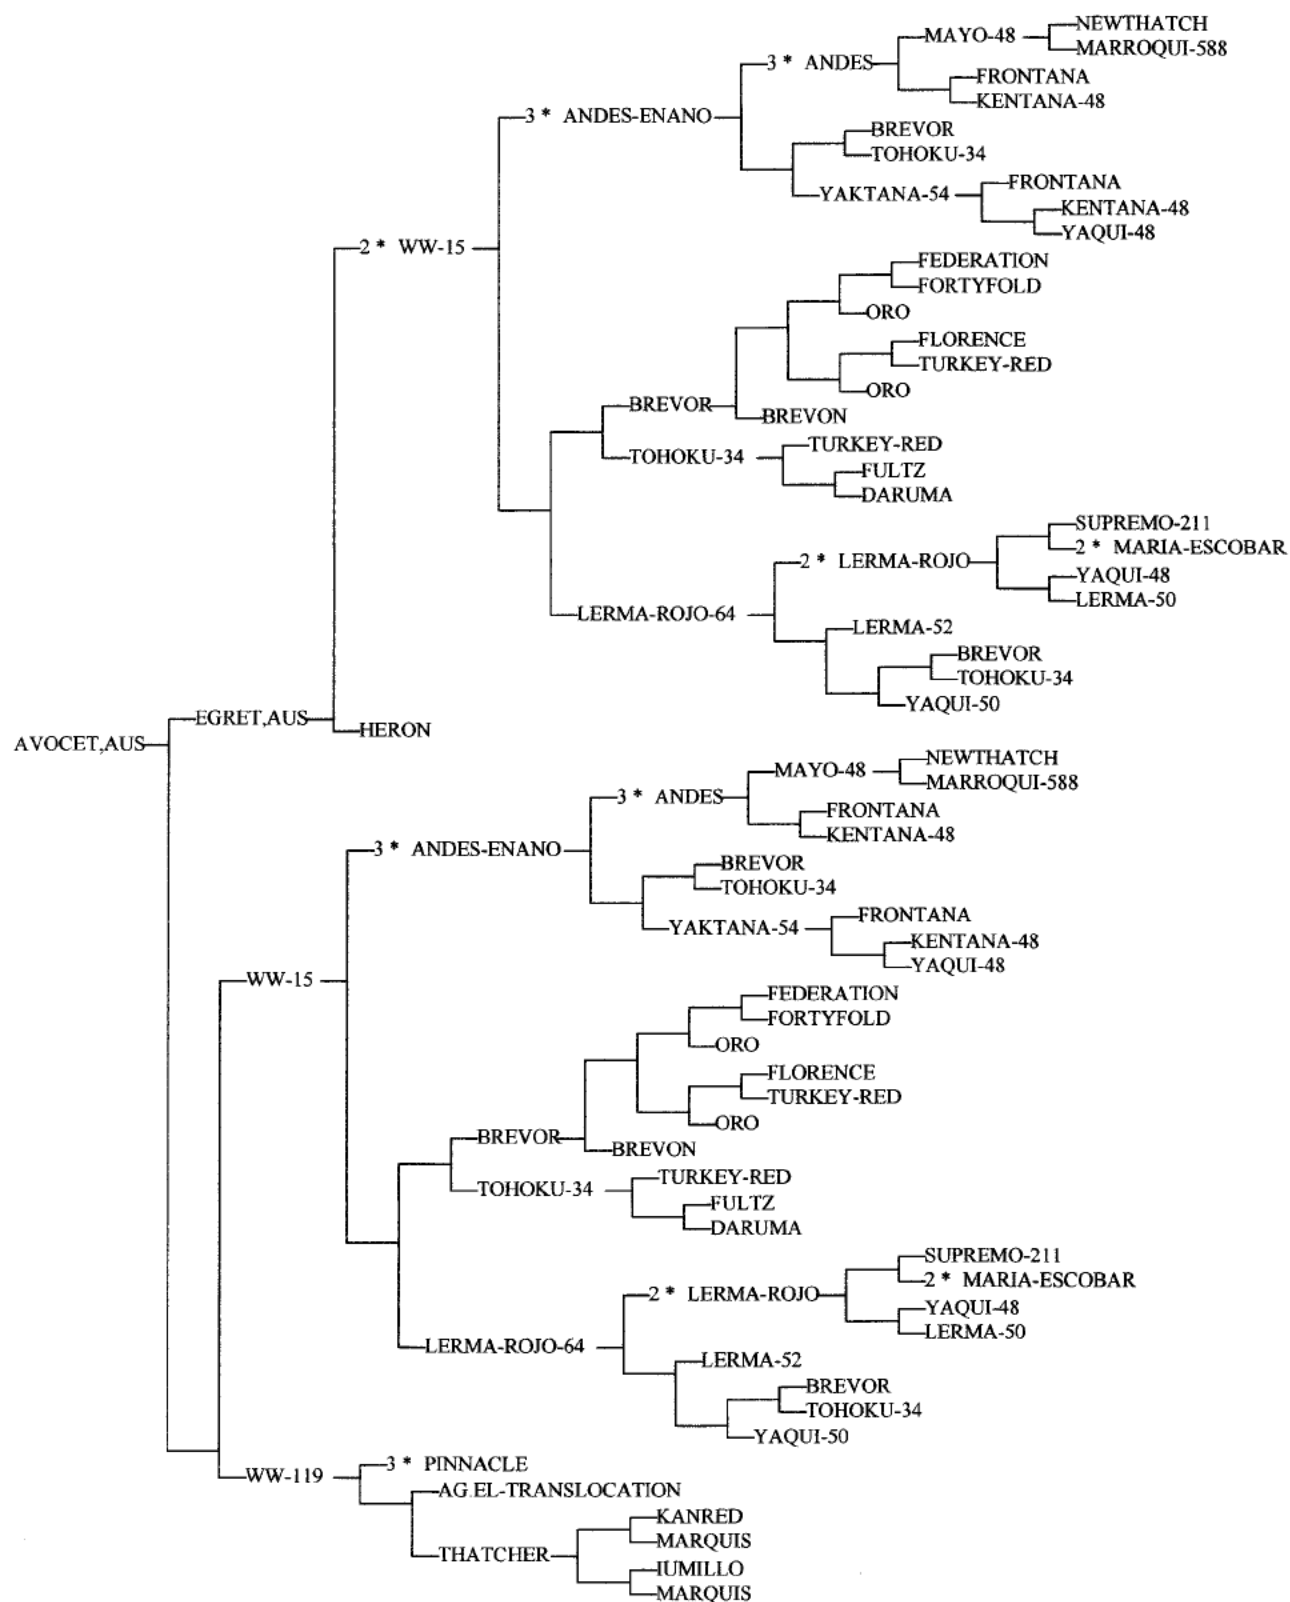 NEWTHATCH
MAYO-48
MARROQUI-588
3 * ANDES
FRONTANA
KENTANA-48
3 * ANDES-ENANO
BREVOR
TOHOKU-34
FRONTANA
YAKTANA-54
KENTANA-48
YAQUI-48
2 * WW-15
FEDERATION
FORTYFOLD
ORO
FLORENCE
TURKEY-RED
ORO
BREVOR
BREVON
TURKEY-RED
TOHOKU-34
FULTZ
DARUMA
SUPREMO-211
2 * MARIA-ESCOBAR
2 * LERMA-ROJO
YAQUI-48
LERMA-50
LERMA-ROJO-64
LERMA-52
BREVOR
TOHOKU-34
YAQUI-50
EGRET,AUS
HERON
AVOCET,AUS
NEWTHATCH
MAYO-48
MARROQUI-588
3 * ANDES
FRONTANA
KENTANA-48
3 * ANDES-ENANO
BREVOR
TOHOKU-34
FRONTANA
YAKTANA-54
KENTANA-48
YAQUI-48
WW-15
FEDERATION
FORTYFOLD
ORO
FLORENCE
TURKEY-RED
ORO
BREVOR
BREVON
TURKEY-RED
TOHOKU-34
FULTZ
DARUMA
SUPREMO-211
2 * MARIA-ESCOBAR
2 * LERMA-ROJO
YAQUI-48
LERMA-50
LERMA-ROJO-64
LERMA-52
BREVOR
TOHOKU-34
YAQUI-50
3 * PINNACLE
WW-119
AG.EL-TRANSLOCATION
KANRED
MARQUIS
THATCHER
IUMILLO
MARQUIS